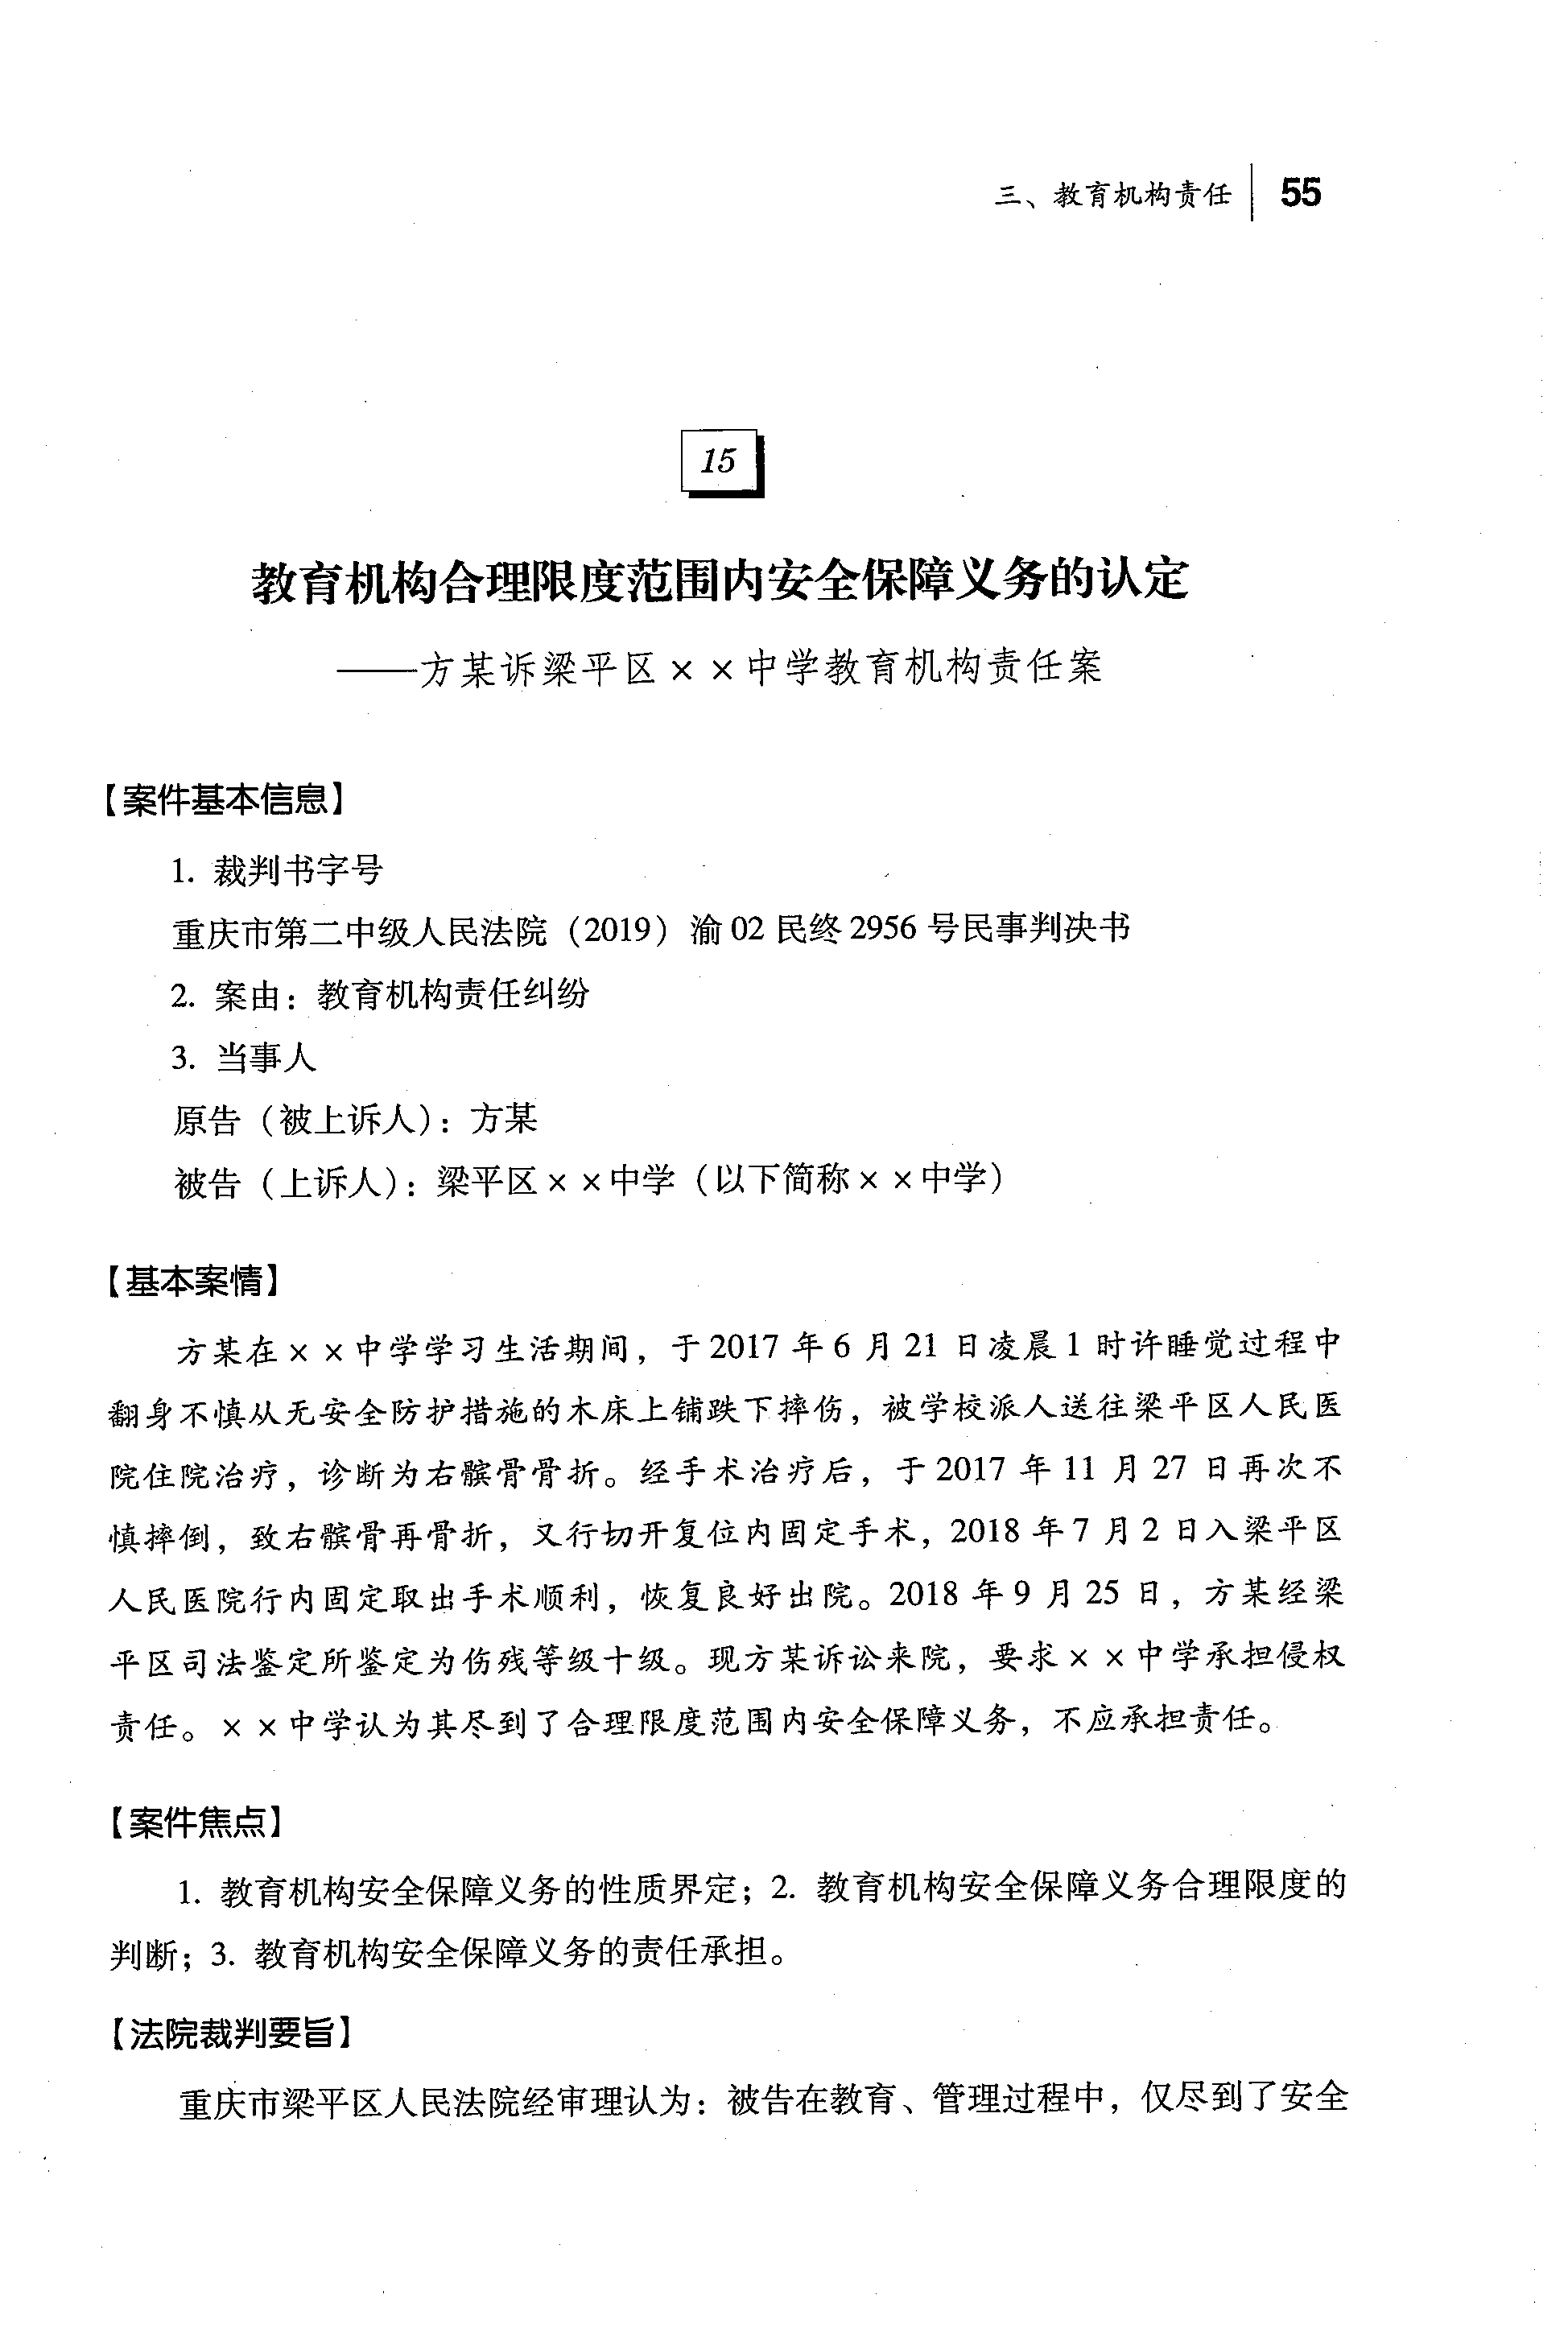 三、教育机构责任 55
15
教育机构合理限度范围内安全保障义务的认定
——方某诉梁平区××中学教育机构责任案
【案件基本信息】
1. 裁判书字号
重庆市第二中级人民法院（2019）渝02民终2956号民事判决书
2. 案由：教育机构责任纠纷
3. 当事人
原告（被上诉人）：方某
被告（上诉人）：梁平区××中学（以下简称××中学）
【基本案情】
方某在××中学学习生活期间，于2017年6月21日凌晨1时许睡觉过程中
翻身不慎从无安全防护措施的木床上铺跌下摔伤，被学校派人送往梁平区人民医
院住院治疗，诊断为右髌骨骨折。经手术治疗后，于2017年11月27日再次不
慎摔倒，致右髌骨再骨折，又行切开复位内固定手术，2018年7月2日入梁平区
人民医院行内固定取出手术顺利，恢复良好出院。2018年9月25日，方某经梁
平区司法鉴定所鉴定为伤残等级十级。现方某诉讼来院，要求××中学承担侵权
责任。××中学认为其尽到了合理限度范围内安全保障义务，不应承担责任。
【案件焦点】
1. 教育机构安全保障义务的性质界定；2. 教育机构安全保障义务合理限度的
判断；3. 教育机构安全保障义务的责任承担。
【法院裁判要旨】
重庆市梁平区人民法院经审理认为：被告在教育、管理过程中，仅尽到了安全